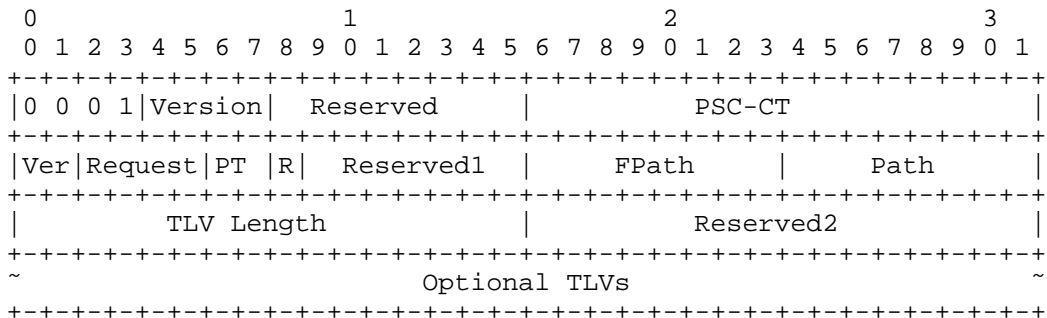 0                   1                   2                   3
 0 1 2 3 4 5 6 7 8 9 0 1 2 3 4 5 6 7 8 9 0 1 2 3 4 5 6 7 8 9 0 1
+-+-+-+-+-+-+-+-+-+-+-+-+-+-+-+-+-+-+-+-+-+-+-+-+-+-+-+-+-+-+-+-+
|0 0 0 1|Version|  Reserved     |          PSC-CT               |
+-+-+-+-+-+-+-+-+-+-+-+-+-+-+-+-+-+-+-+-+-+-+-+-+-+-+-+-+-+-+-+-+
|Ver|Request|PT |R|  Reserved1  |     FPath     |     Path      |
+-+-+-+-+-+-+-+-+-+-+-+-+-+-+-+-+-+-+-+-+-+-+-+-+-+-+-+-+-+-+-+-+
|         TLV Length            |          Reserved2            |
+-+-+-+-+-+-+-+-+-+-+-+-+-+-+-+-+-+-+-+-+-+-+-+-+-+-+-+-+-+-+-+-+
~                         Optional TLVs                         ~
+-+-+-+-+-+-+-+-+-+-+-+-+-+-+-+-+-+-+-+-+-+-+-+-+-+-+-+-+-+-+-+-+